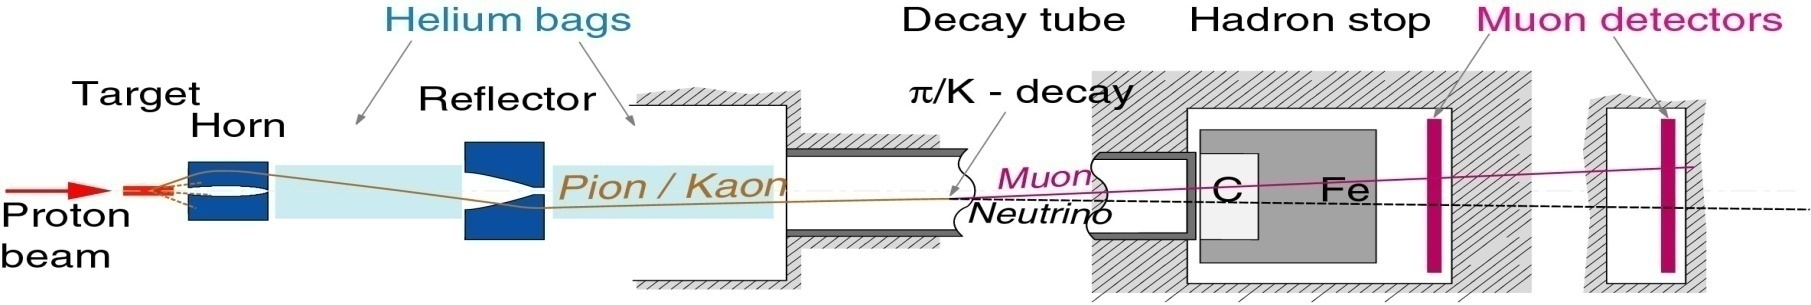 Helium bags
Decay tube
Hadron stop
Muon detectors
Target
Horn
Reflector
π/K - decay
Proton
beam
Pion / Kaon
Muon
Neutrino
C
Fe